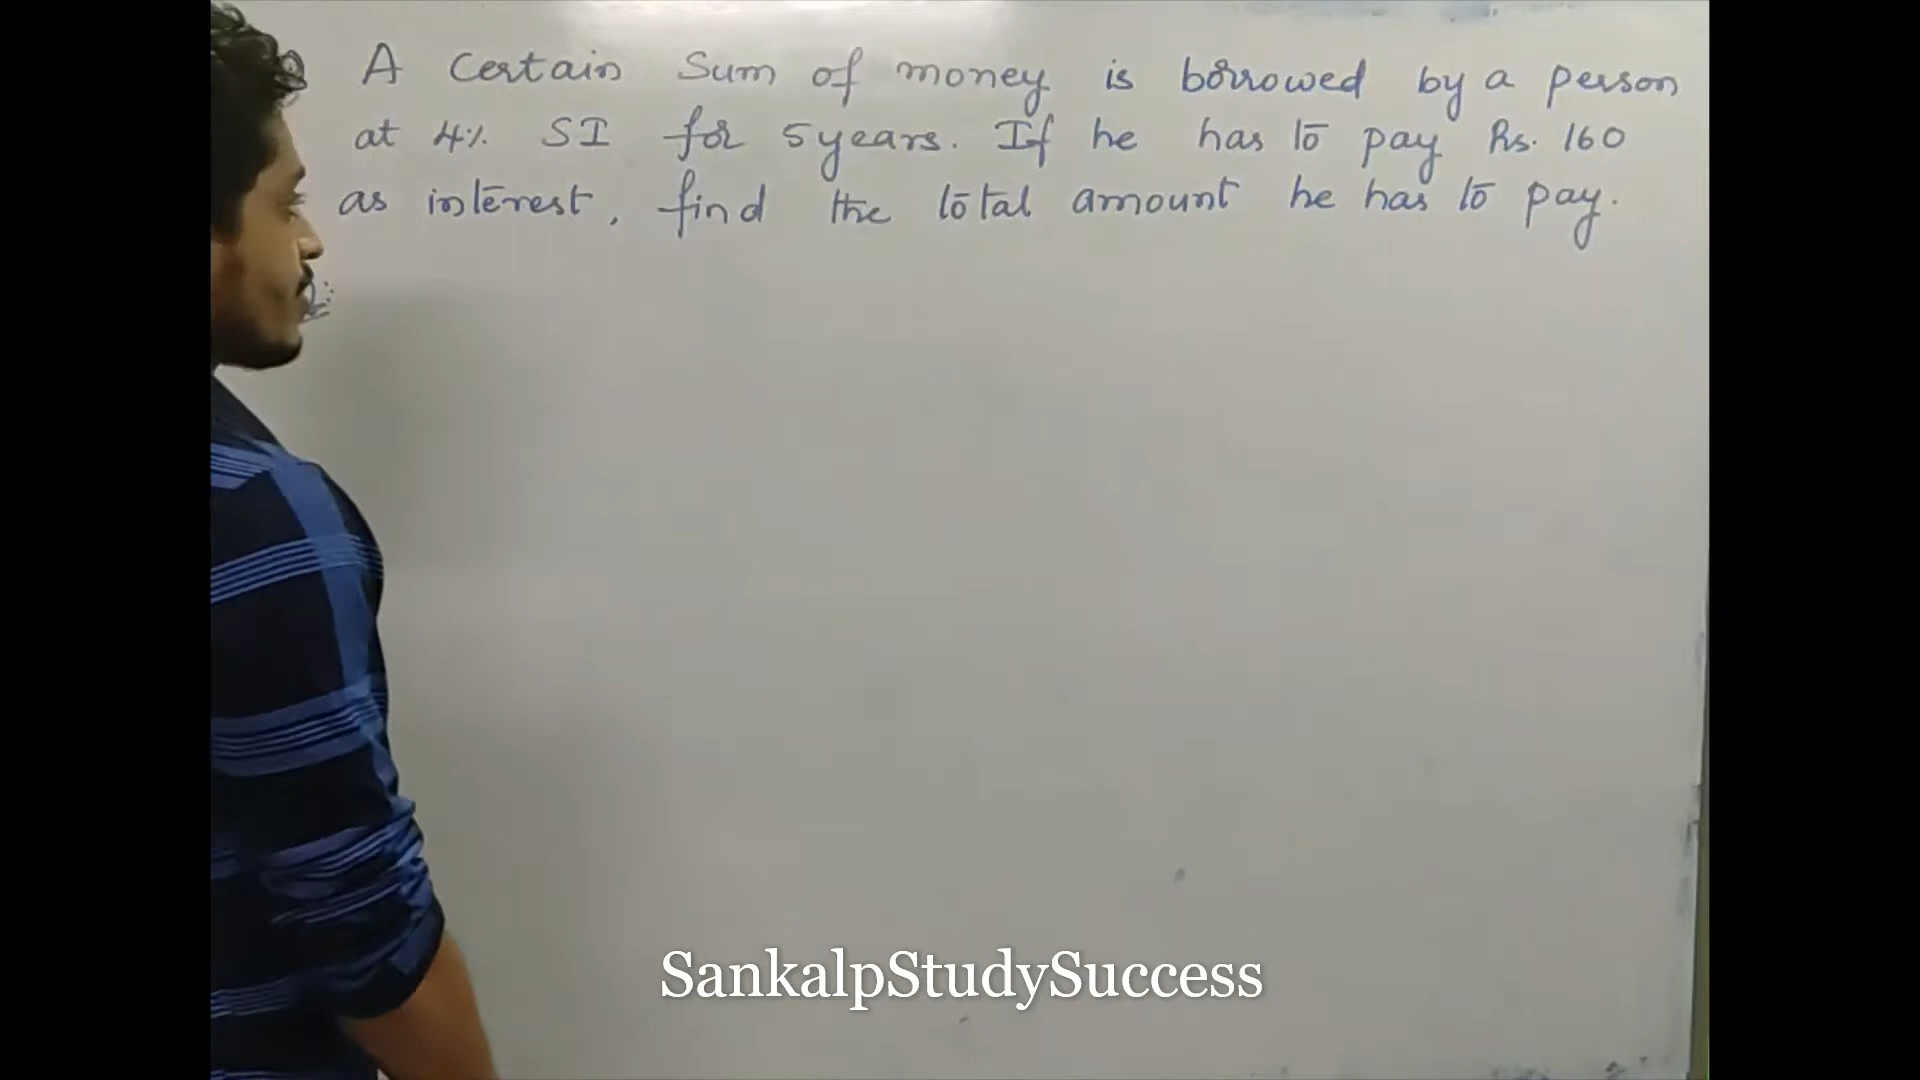 A certain sum of money is borrowed by a person
at 4% SI for 5 years. If he has to pay Rs. 160
as interest, find the total amount he has to pay.
SankalpStudySuccess